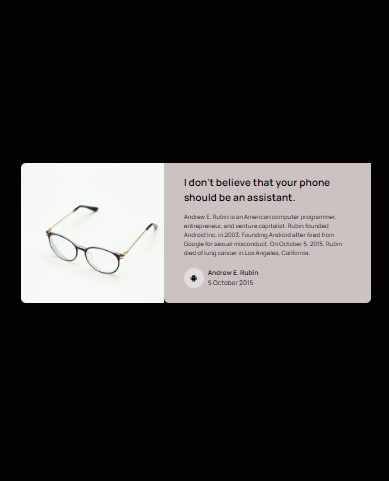 I don't believe that your phone
should be an assistant.
Andrew E. Rubin is an American computer programmer,
entrepreneur, and venture capitalist. Rubin founded
Android Inc. in 2003. Founding Android after fired from
Google for sexual misconduct. On October 5, 2015, Rubin
died of lung cancer in Los Angeles, California.
Andrew E. Rubin
5 October 2015